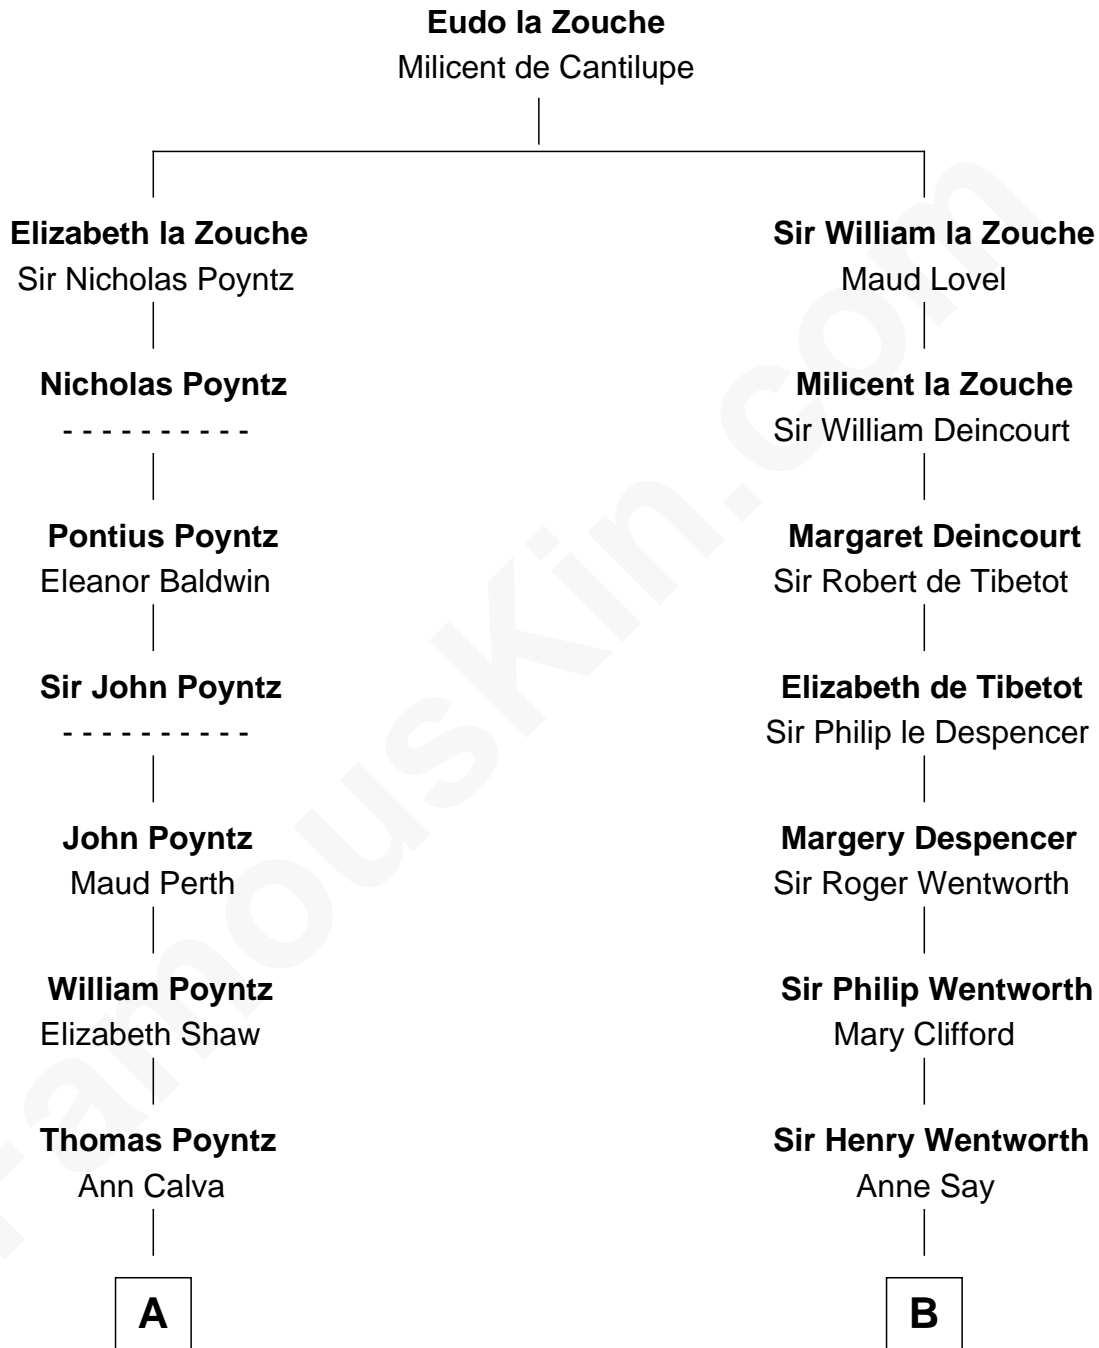 Eudo la Zouche
Milicent de Cantilupe
Elizabeth la Zouche
Sir Nicholas Poyntz
Sir William la Zouche
Maud Lovel
Nicholas Poyntz
- - - - - - - - - -
Milicent la Zouche
Sir William Deincourt
Pontius Poyntz
Eleanor Baldwin
Margaret Deincourt
Sir Robert de Tibetot
Sir John Poyntz
- - - - - - - - - -
Elizabeth de Tibetot
Sir Philip le Despencer
John Poyntz
Maud Perth
Margery Despencer
Sir Roger Wentworth
William Poyntz
Elizabeth Shaw
Sir Philip Wentworth
Mary Clifford
Thomas Poyntz
Ann Calva
Sir Henry Wentworth
Anne Say
A
B
FamousKin.com